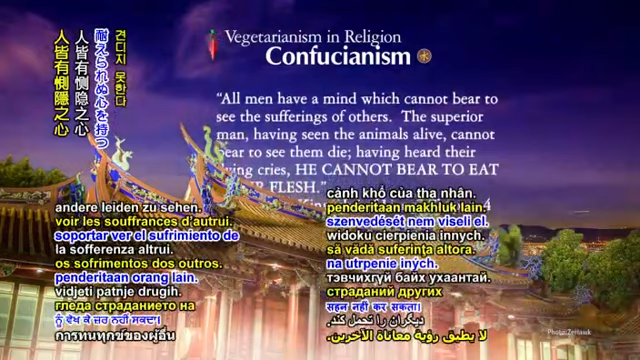 Vegetarianism in Religion
Confucianism
견디지 못한다
耐えられぬ心を持つ
人皆有恻隐之心
人皆有惻隱之心
“All men have a mind which cannot bear to
see the sufferings of others. The superior
man, having seen the animals alive, cannot
bear to see them die; having heard their
cries, HE CANNOT BEAR TO EAT
FLESH.”
andere leiden zu sehen.
voir les souffrances d'autrui.
soportar ver el sufrimiento de
la sofferenza altrui.
os sofrimentos dos outros.
penderitaan orang lain.
vidjeti patnje drugih.
гледа страданието на
ਨੂੰ ਵੇਖ ਕੇ ਜਰ ਨਹੀਂ ਸਕਦਾ।
การทนทุกข์ของผู้อื่น
cảnh khổ của tha nhân.
penderitaan makhluk lain.
szenvedését nem viseli el.
widoku cierpienia innych.
să vadă suferinţa altora.
na utrpenie iných.
тэвчихгүй байх ухаантай.
страданий других
सहन नहीं कर सकता।
دیگران را تحمل کند.
لا يطيق رؤية معاناة الآخرين.